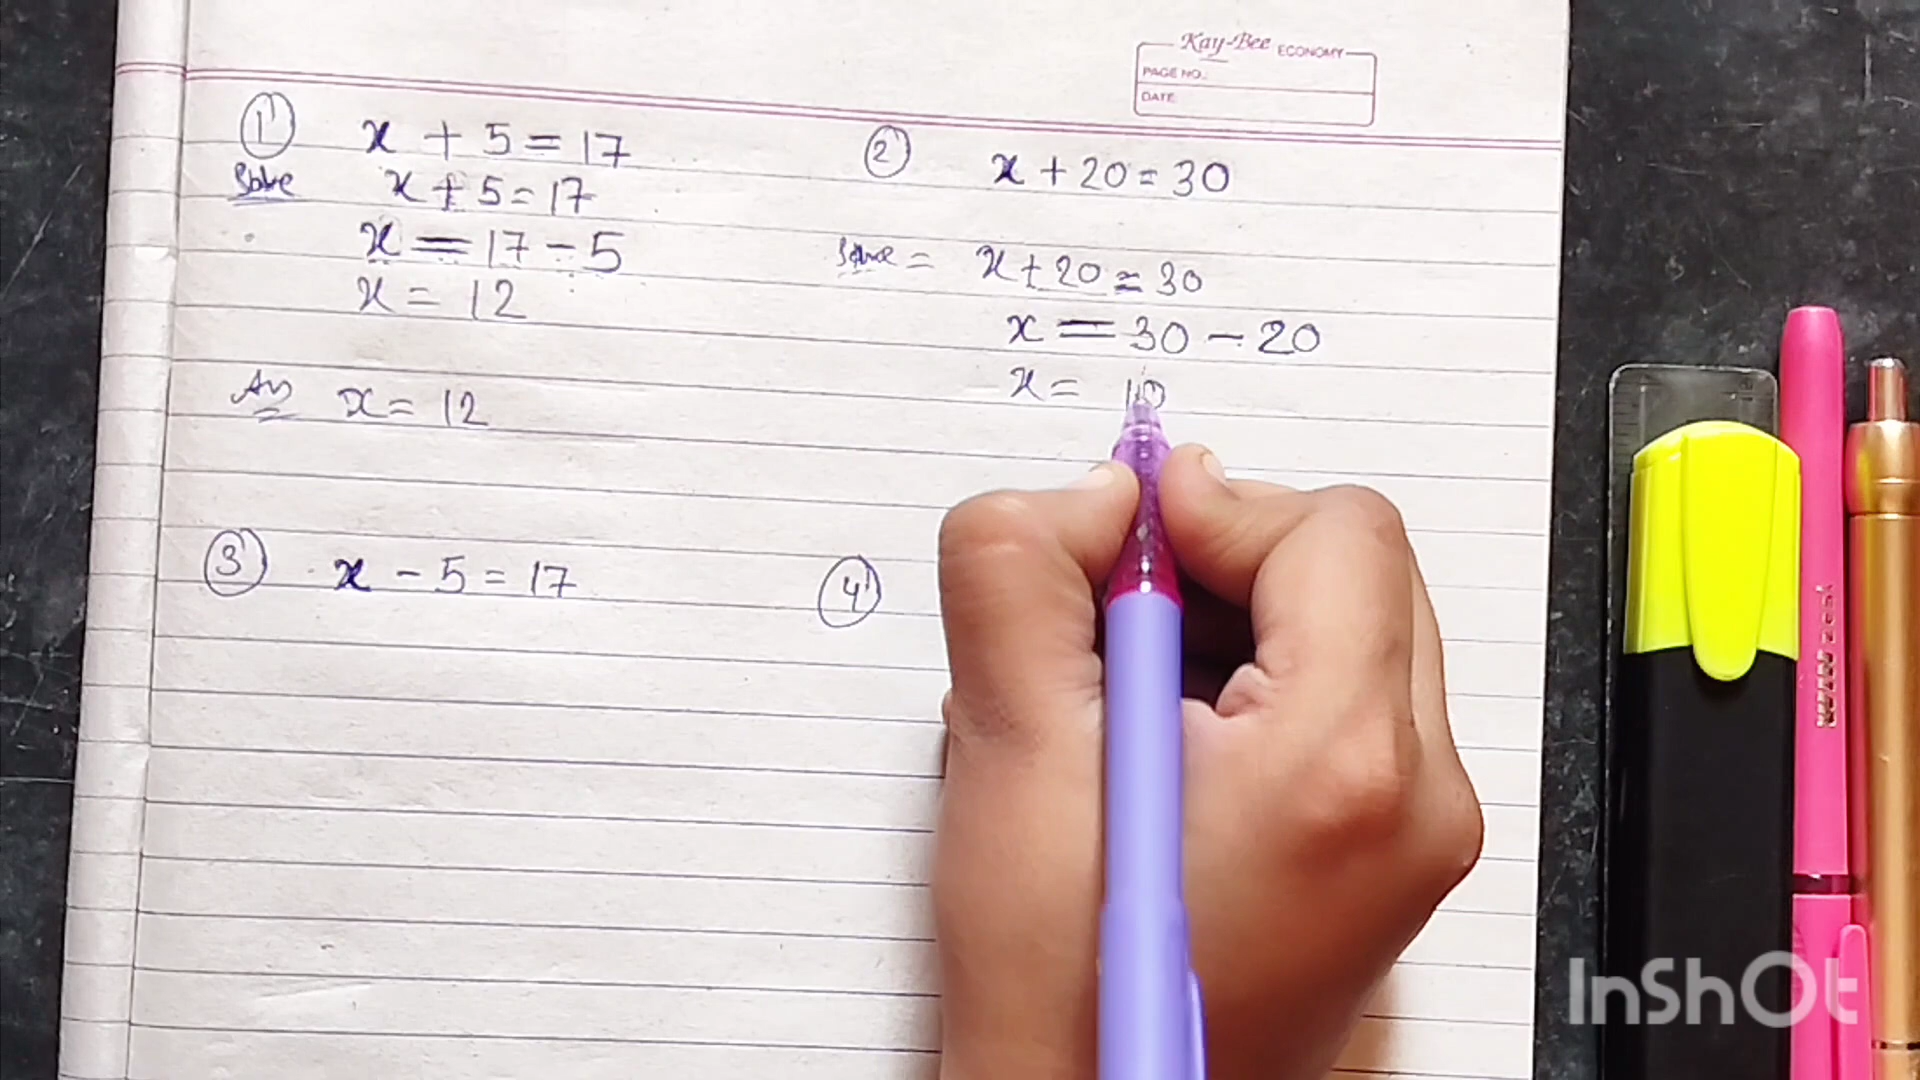 Kay-Bee ECONOMY
PAGE NO.:
DATE:
① x + 5 = 17
Solve x + 5 = 17
x = 17 - 5
x = 12
Ans x = 12
② x + 20 = 30
Solve = x + 20 = 30
x = 30 - 20
x = 10
③ x - 5 = 17
④
InShOt